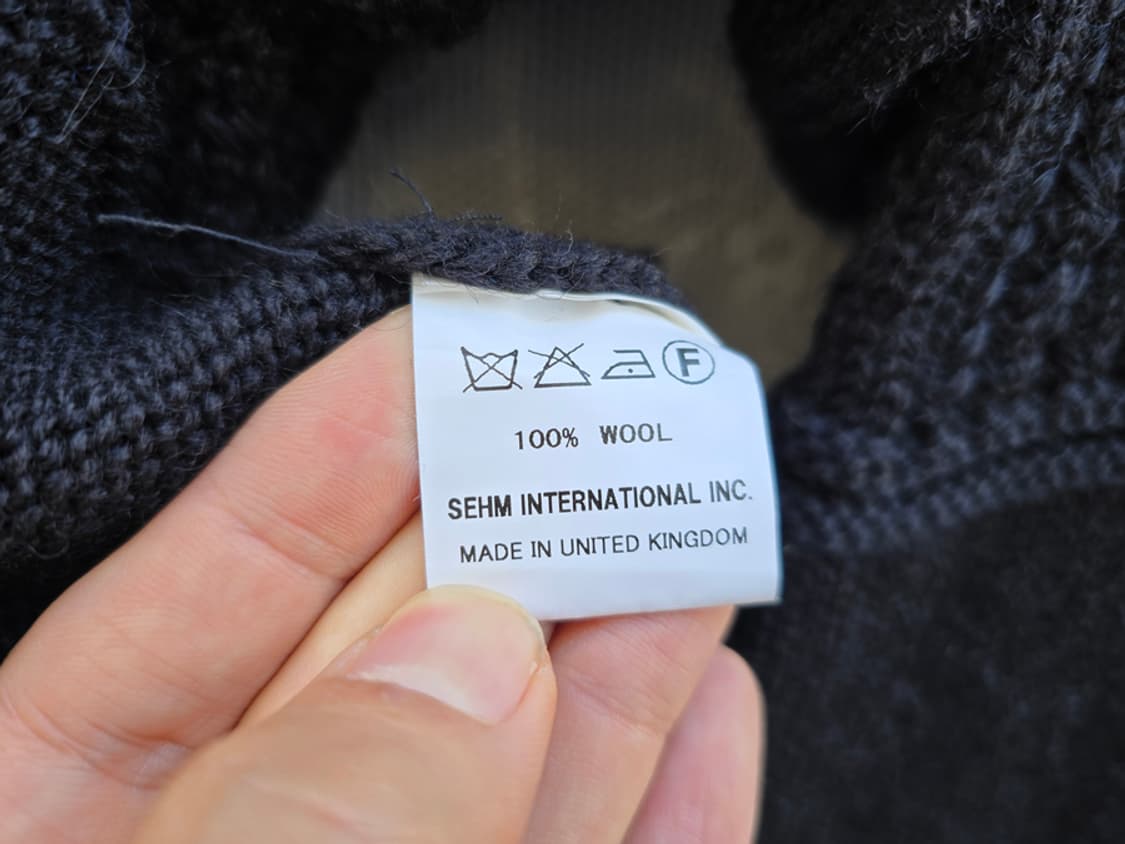 F
100% WOOL
SEHM INTERNATIONAL INC.
MADE IN UNITED KINGDOM